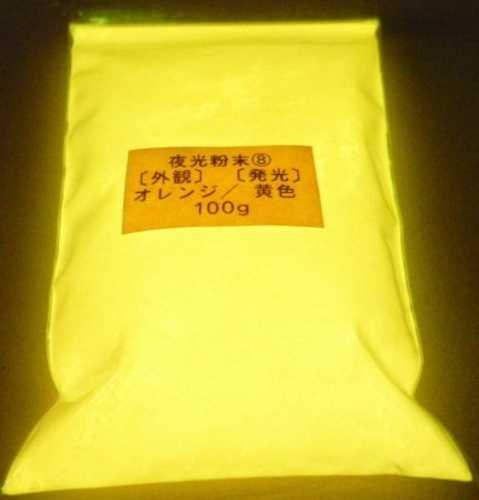 夜光粉末⑧
〔外観〕 〔発光〕
オレンジ／ 黄色
100g